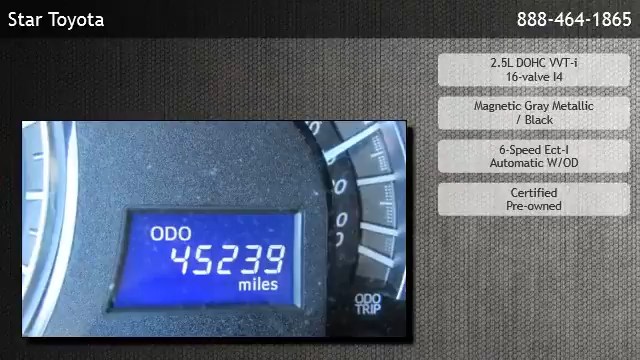 Star Toyota
888-464-1865
2.5L DOHC VVT-i
16-valve I4
Magnetic Gray Metallic
/ Black
6-Speed Ect-I
Automatic W/OD
Certified
Pre-owned
ODO
45239
miles
ODO
TRIP